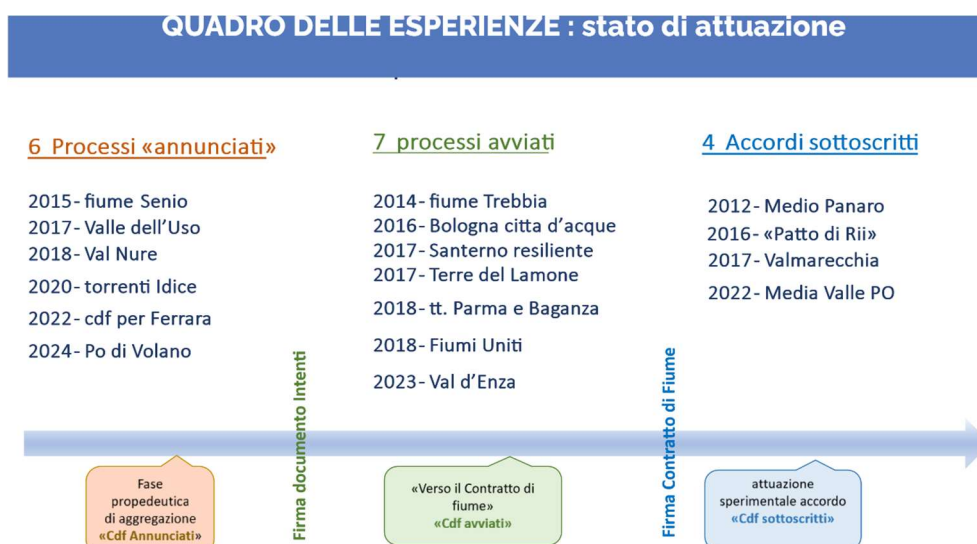 QUADRO DELLE ESPERIENZE : stato di attuazione
6 Processi «annunciati»
2015- fiume Senio
2017- Valle dell'Uso
2018- Val Nure
2020- torrenti Idice
2022- cdf per Ferrara
2024- Po di Volano
Firma documento Intenti
7 processi avviati
2014- fiume Trebbia
2016- Bologna citta d'acque
2017- Santerno resiliente
2017- Terre del Lamone
2018- tt. Parma e Baganza
2018- Fiumi Uniti
2023- Val d'Enza
Firma Contratto di Fiume
4 Accordi sottoscritti
2012- Medio Panaro
2016- «Patto di Rii»
2017- Valmarecchia
2022- Media Valle PO
Fase
propedeutica
di aggregazione
«Cdf Annunciati»
«Verso il Contratto di
fiume»
«Cdf avviati»
attuazione
sperimentale accordo
«Cdf sottoscritti»